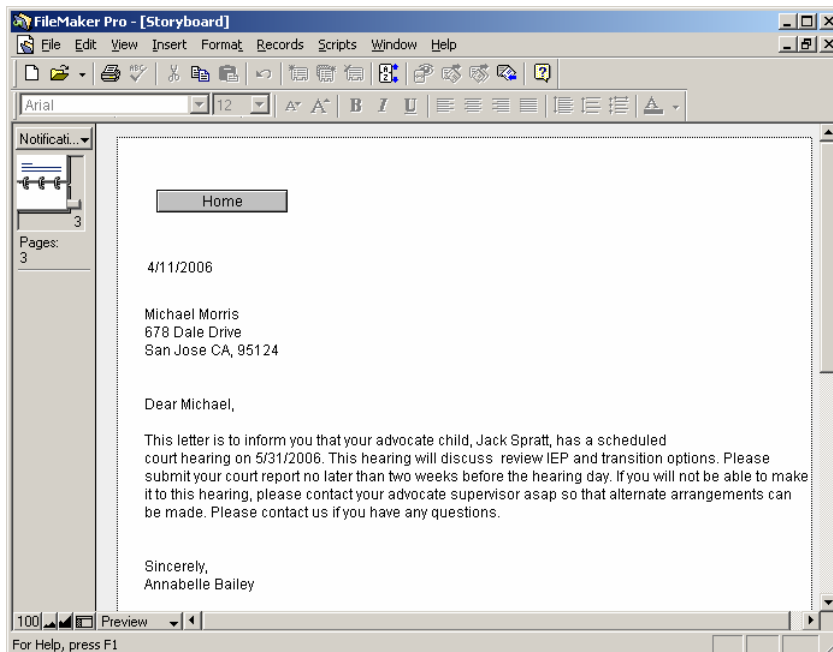 FileMaker Pro - [Storyboard]
File Edit View Insert Format Records Scripts Window Help
Arial 12 B I U A
Notificati...
3
Pages:
3
Home
4/11/2006
Michael Morris
678 Dale Drive
San Jose CA, 95124
Dear Michael,
This letter is to inform you that your advocate child, Jack Spratt, has a scheduled
court hearing on 5/31/2006. This hearing will discuss  review IEP and transition options. Please
submit your court report no later than two weeks before the hearing day. If you will not be able to make
it to this hearing, please contact your advocate supervisor asap so that alternate arrangements can
be made. Please contact us if you have any questions.
Sincerely,
Annabelle Bailey
100 Preview
For Help, press F1